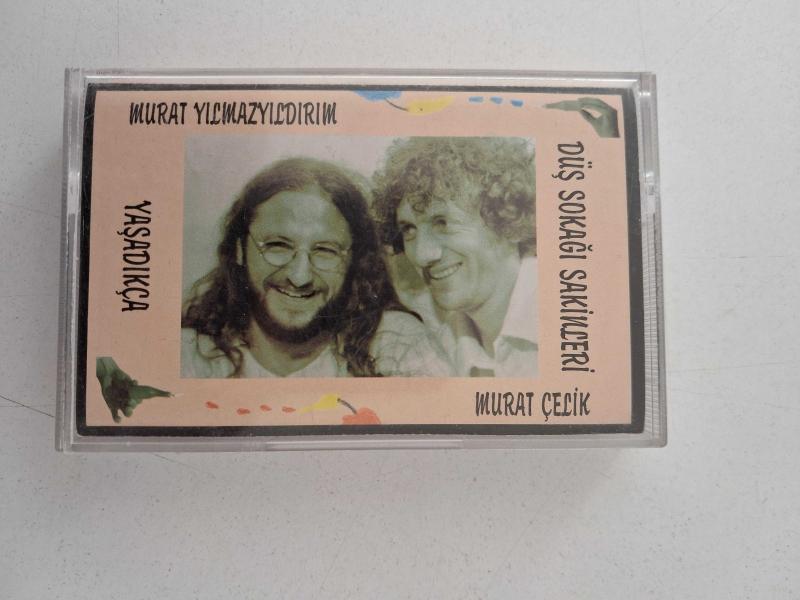 MURAT YILMAZYILDIRIM
DÜŞ SOKAĞI SAKİNLERİ
YAŞADIKÇA
MURAT ÇELİK